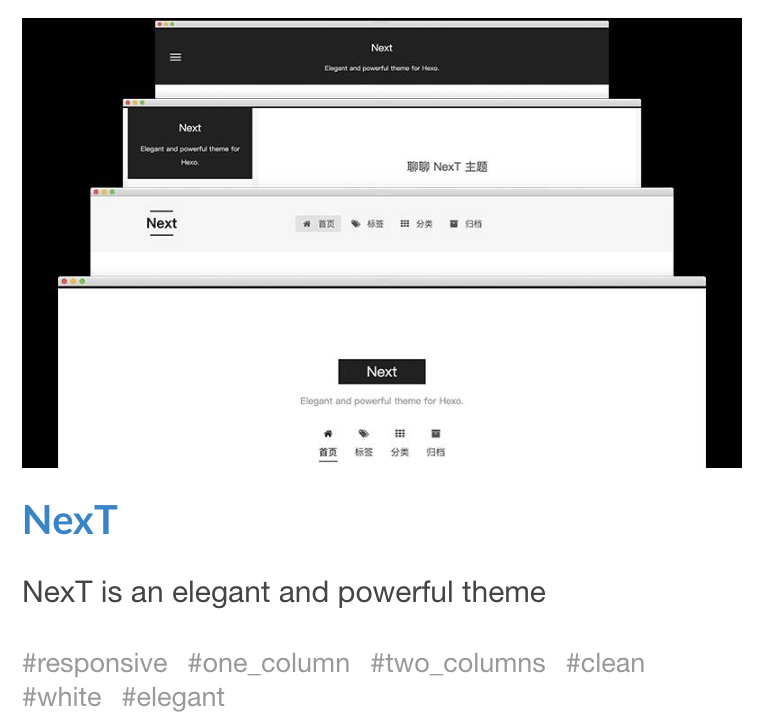 Next
Elegant and powerful theme for Hexo.
Next
Elegant and powerful theme for
Hexo.
聊聊 NexT 主题
Next
首页 标签 分类 归档
Next
Elegant and powerful theme for Hexo.
首页 标签 分类 归档
NexT
NexT is an elegant and powerful theme
#responsive #one_column #two_columns #clean
#white #elegant